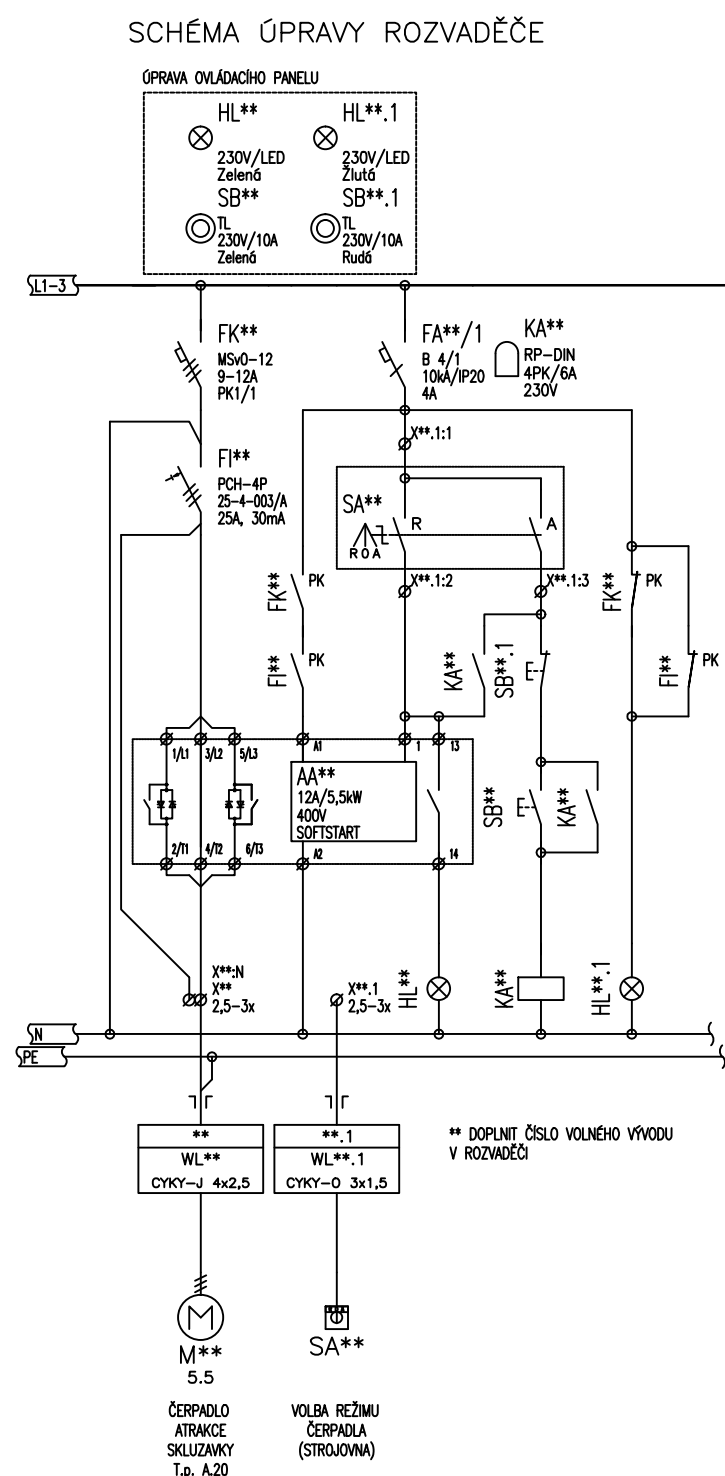 SCHÉMA ÚPRAVY ROZVADĚČE
ÚPRAVA OVLÁDACÍHO PANELU
HL**
230V/LED
Zelená
SB**
TL
230V/10A
Zelená
HL**.1
230V/LED
Žlutá
SB**.1
TL
230V/10A
Rudá
L1-3
FK**
MSv0-12
9-12A
PK1/1
FA**/1
B 4/1
10kA/IP20
4A
KA**
RP-DIN
4PK/6A
230V
X**.1:1
FI**
PCH-4P
25-4-003/A
25A, 30mA
SA**
R O A
R
A
FK**
PK
X**.1:2
X**.1:3
FK**
PK
FI**
PK
KA**
SB**.1
FI**
PK
1/L1
3/L2
5/L3
A1
1
13
AA**
12A/5,5kW
400V
SOFTSTART
SB**
KA**
2/T1
4/T2
6/T3
A2
14
X**:N
X**
2,5-3x
X**.1
2,5-3x
HL**
KA**
HL**.1
N
PE
**
WL**
CYKY-J 4x2,5
**.1
WL**.1
CYKY-O 3x1,5
** DOPLNIT ČÍSLO VOLNÉHO VÝVODU
V ROZVADĚČI
M
M**
5.5
SA**
ČERPADLO
ATRAKCE
SKLUZAVKY
T.p. A.20
VOLBA REŽIMU
ČERPADLA
(STROJOVNA)